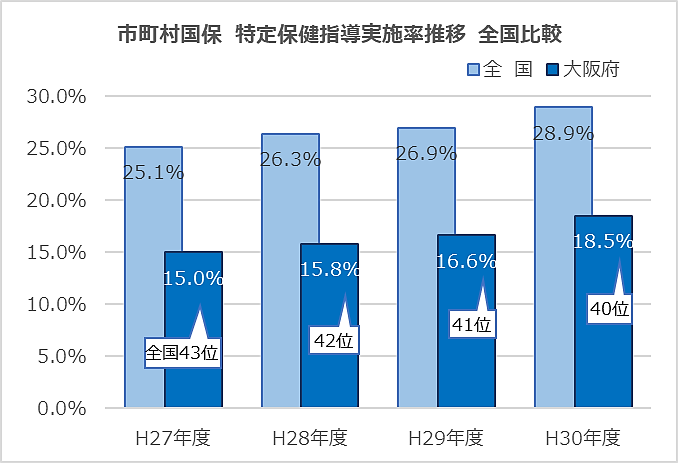 市町村国保 特定保健指導実施率推移 全国比較
全 国 大阪府
30.0%
25.0%
20.0%
15.0%
10.0%
5.0%
0.0%
25.1% 26.3% 26.9% 28.9%
15.0% 15.8% 16.6% 18.5%
全国43位 42位 41位 40位
H27年度 H28年度 H29年度 H30年度